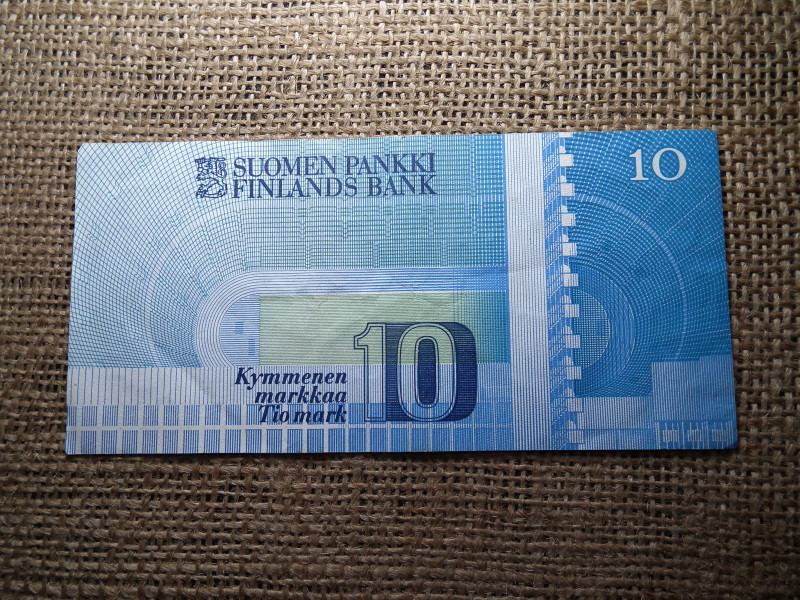 SUOMEN PANKKI
FINLANDS BANK
10
Kymmenen
markkaa
Tio mark
10